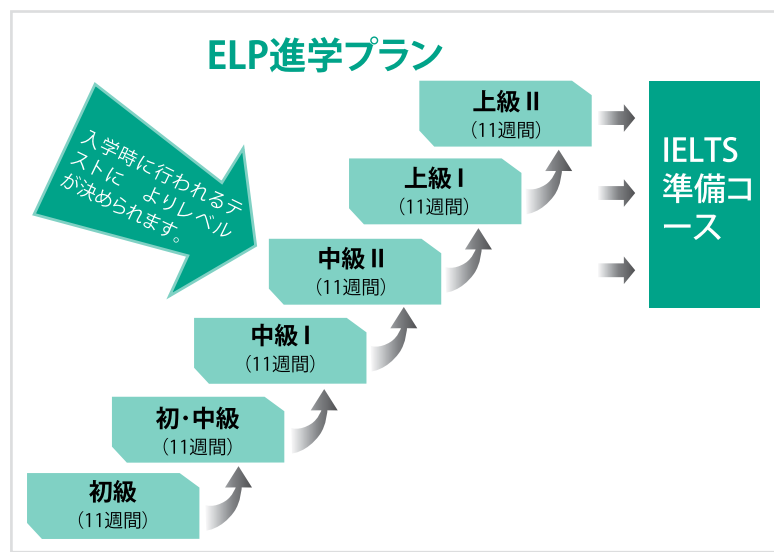 ELP進学プラン
入学時に行われるテ
ストに よりレベル
が決められます。
上級 II
(11週間)
上級 I
(11週間)
中級 II
(11週間)
中級 I
(11週間)
初・中級
(11週間)
初級
(11週間)
IELTS
準備コ
ース